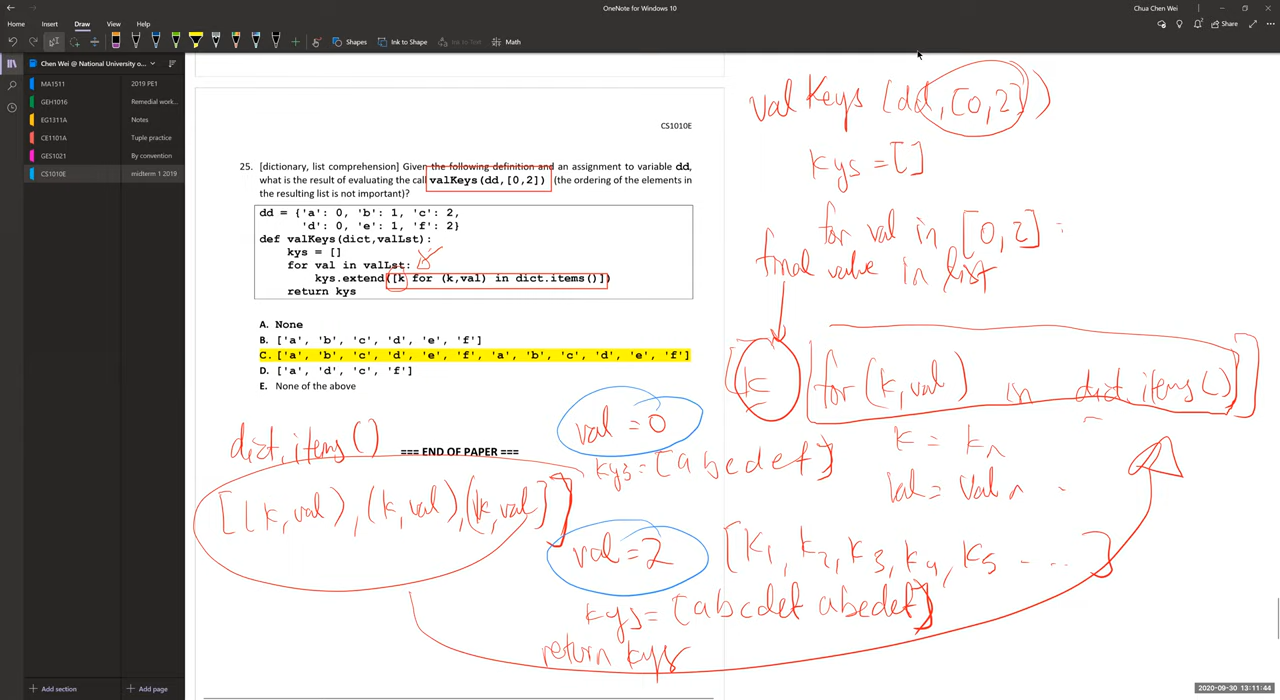 OneNote for Windows 10
Chua Chen Wei
Home Insert Draw View Help
Share
Shapes Ink to Shape Ink to Text Math
Chen Wei @ National University o...
MA1511
GEH1016
EG1311A
CE1101A
GES1021
CS1010E
2019 PE1
Remedial work...
Notes
Tuple practice
By convention
midterm 1 2019
Add section
Add page
CS1010E
25. [dictionary, list comprehension] Given the following definition and an assignment to variable dd,
what is the result of evaluating the call valKeys(dd,[0,2]) (the ordering of the elements in
the resulting list is not important)?
dd = {'a': 0, 'b': 1, 'c': 2,
'd': 0, 'e': 1, 'f': 2}
def valKeys(dict,valLst):
kys = []
for val in valLst:
kys.extend([k for (k,val) in dict.items()])
return kys
A. None
B. ['a', 'b', 'c', 'd', 'e', 'f']
C. ['a', 'b', 'c', 'd', 'e', 'f', 'a', 'b', 'c', 'd', 'e', 'f']
D. ['a', 'd', 'c', 'f']
E. None of the above
=== END OF PAPER ===
valKeys (dd, [0,2])
kys = []
for val in [0,2] :
final value in list
[k for (k,val) in dict.items()]
k = kn
val = valn ..
dict.items()
[(k,val), (k,val), (k,val)]
val = 0
kys = [abcdef]
val = 2
[k1, k2, k3, k4, k5 ......]
kys = [abcdef abcdef]
return kys
2020-09-30 13:11:44